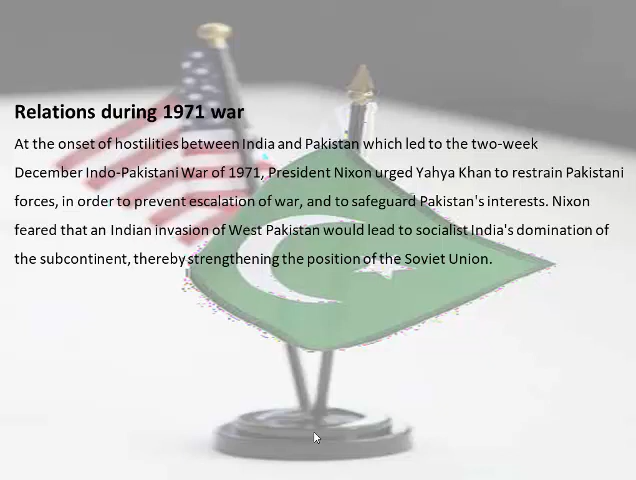 Relations during 1971 war
At the onset of hostilities between India and Pakistan which led to the two-week
December Indo-Pakistani War of 1971, President Nixon urged Yahya Khan to restrain Pakistani
forces, in order to prevent escalation of war, and to safeguard Pakistan's interests. Nixon
feared that an Indian invasion of West Pakistan would lead to socialist India's domination of
the subcontinent, thereby strengthening the position of the Soviet Union.